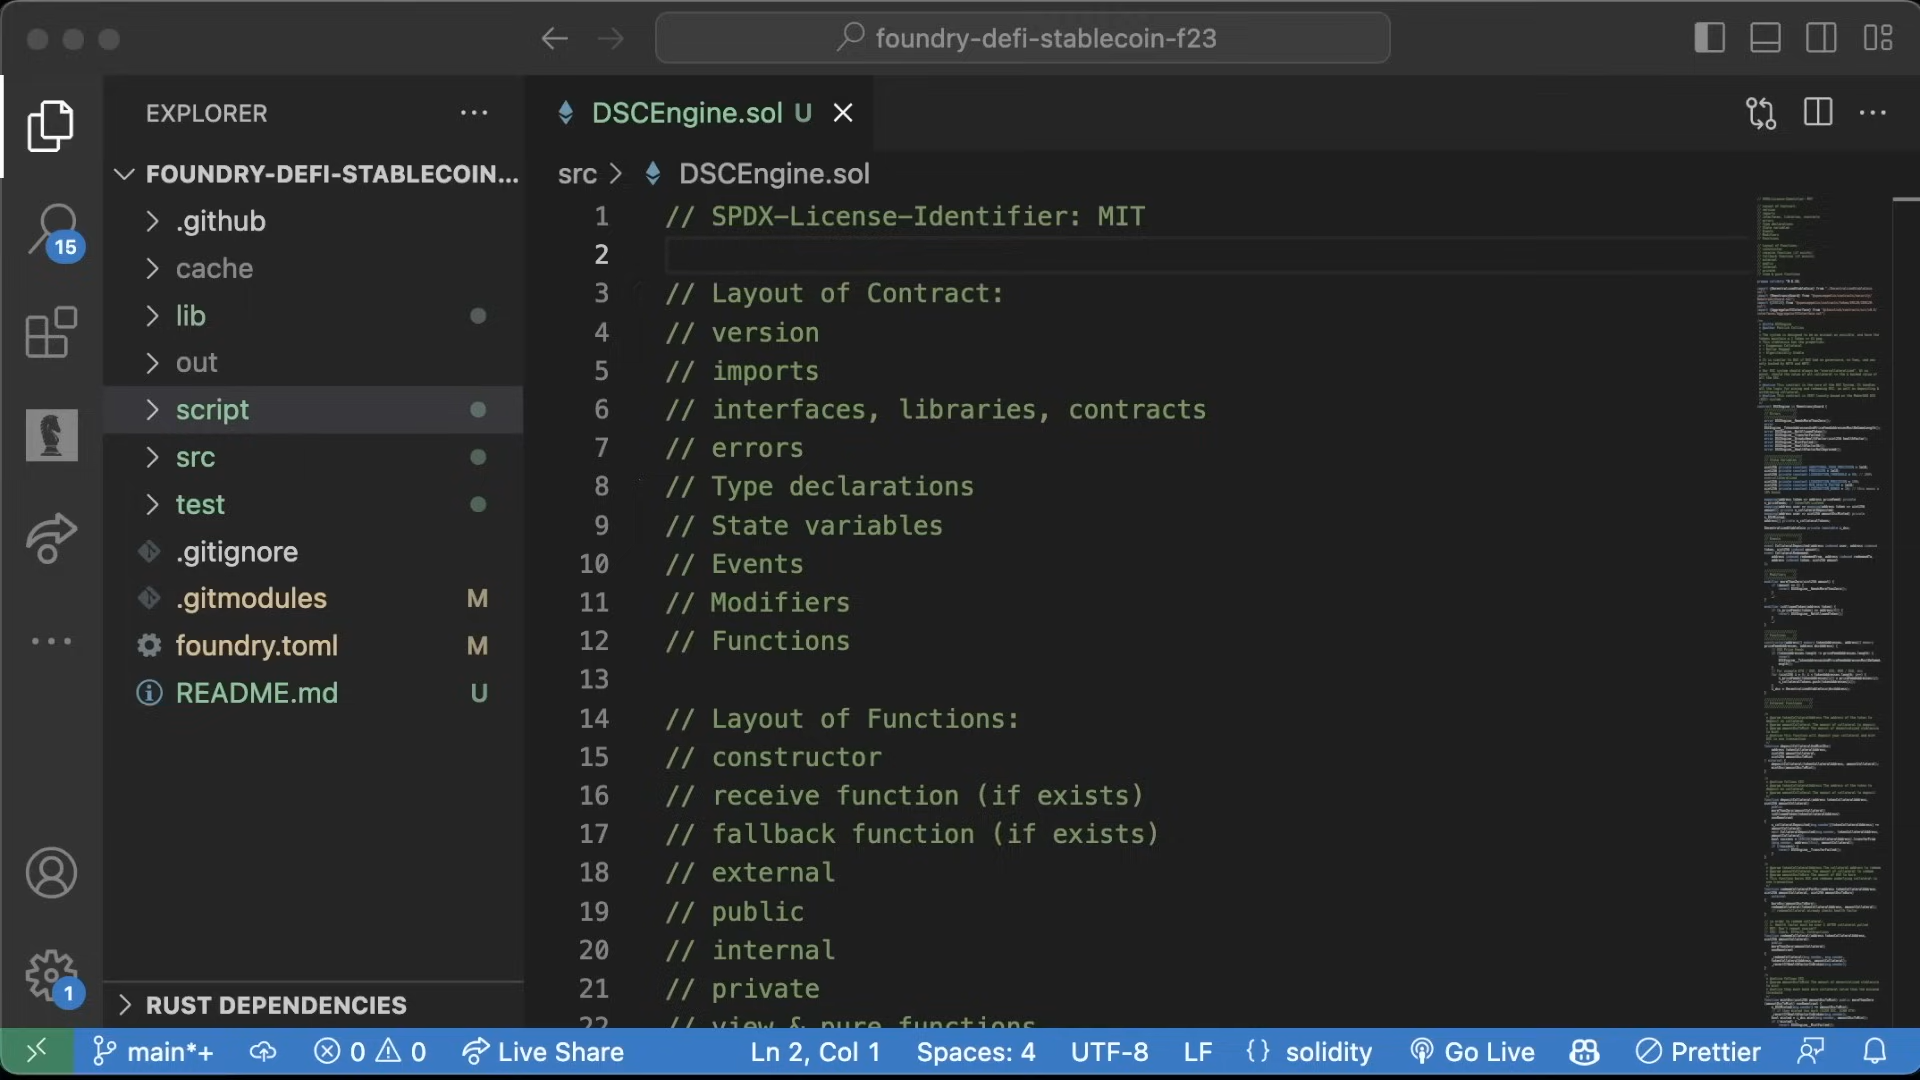 foundry-defi-stablecoin-f23
EXPLORER
DSCEngine.sol U
FOUNDRY-DEFI-STABLECOIN...
src > DSCEngine.sol
.github
cache
lib
out
script
src
test
.gitignore
.gitmodules M
foundry.toml M
README.md U
RUST DEPENDENCIES
15
1
1 // SPDX-License-Identifier: MIT
2
3 // Layout of Contract:
4 // version
5 // imports
6 // interfaces, libraries, contracts
7 // errors
8 // Type declarations
9 // State variables
10 // Events
11 // Modifiers
12 // Functions
13
14 // Layout of Functions:
15 // constructor
16 // receive function (if exists)
17 // fallback function (if exists)
18 // external
19 // public
20 // internal
21 // private
22 // view & pure functions
main*+ 0 0 Live Share Ln 2, Col 1 Spaces: 4 UTF-8 LF {} solidity Go Live Prettier